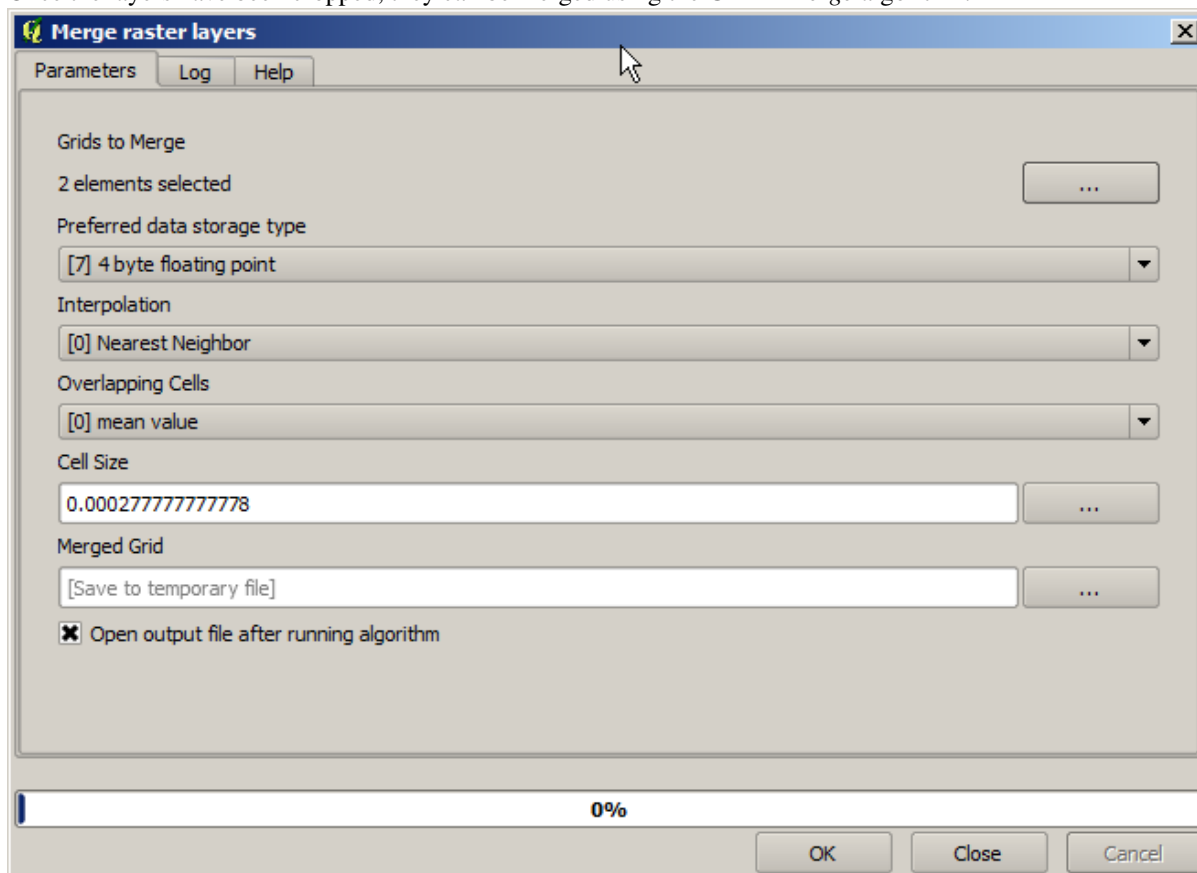 Merge raster layers
Parameters Log Help
Grids to Merge
2 elements selected
...
Preferred data storage type
[7] 4 byte floating point
Interpolation
[0] Nearest Neighbor
Overlapping Cells
[0] mean value
Cell Size
0.000277777777778
...
Merged Grid
[Save to temporary file]
...
Open output file after running algorithm
0%
OK Close Cancel